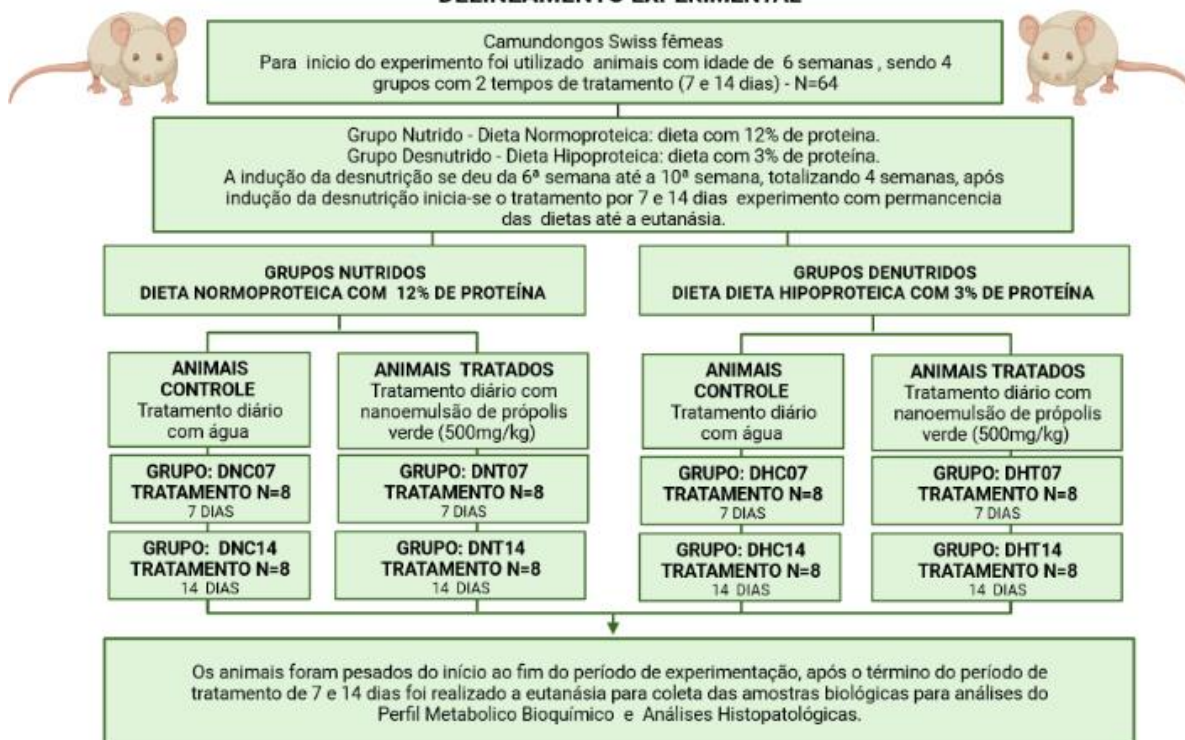 DELINEAMENTO EXPERIMENTAL
Camundongos Swiss fêmeas
Para início do experimento foi utilizado animais com idade de 6 semanas , sendo 4
grupos com 2 tempos de tratamento (7 e 14 dias) - N=64
Grupo Nutrido - Dieta Normoproteica: dieta com 12% de proteina.
Grupo Desnutrido - Dieta Hipoproteica: dieta com 3% de proteína.
A indução da desnutrição se deu da 6ª semana até a 10ª semana, totalizando 4 semanas, após
indução da desnutrição inicia-se o tratamento por 7 e 14 dias experimento com permancencia
das dietas até a eutanásia.
GRUPOS NUTRIDOS
DIETA NORMOPROTEICA COM 12% DE PROTEÍNA
GRUPOS DENUTRIDOS
DIETA DIETA HIPOPROTEICA COM 3% DE PROTEÍNA
ANIMAIS
CONTROLE
Tratamento diário
com água
ANIMAIS TRATADOS
Tratamento diário com
nanoemulsão de própolis
verde (500mg/kg)
ANIMAIS
CONTROLE
Tratamento diário
com água
ANIMAIS TRATADOS
Tratamento diário com
nanoemulsão de própolis
verde (500mg/kg)
GRUPO: DNC07
TRATAMENTO N=8
7 DIAS
GRUPO: DNT07
TRATAMENTO N=8
7 DIAS
GRUPO: DHC07
TRATAMENTO N=8
7 DIAS
GRUPO: DHT07
TRATAMENTO N=8
7 DIAS
GRUPO: DNC14
TRATAMENTO N=8
14 DIAS
GRUPO: DNT14
TRATAMENTO N=8
14 DIAS
GRUPO: DHC14
TRATAMENTO N=8
14 DIAS
GRUPO: DHT14
TRATAMENTO N=8
14 DIAS
Os animais foram pesados do início ao fim do período de experimentação, após o término do período de
tratamento de 7 e 14 dias foi realizado a eutanásia para coleta das amostras biológicas para análises do
Perfil Metabolico Bioquímico e Análises Histopatológicas.